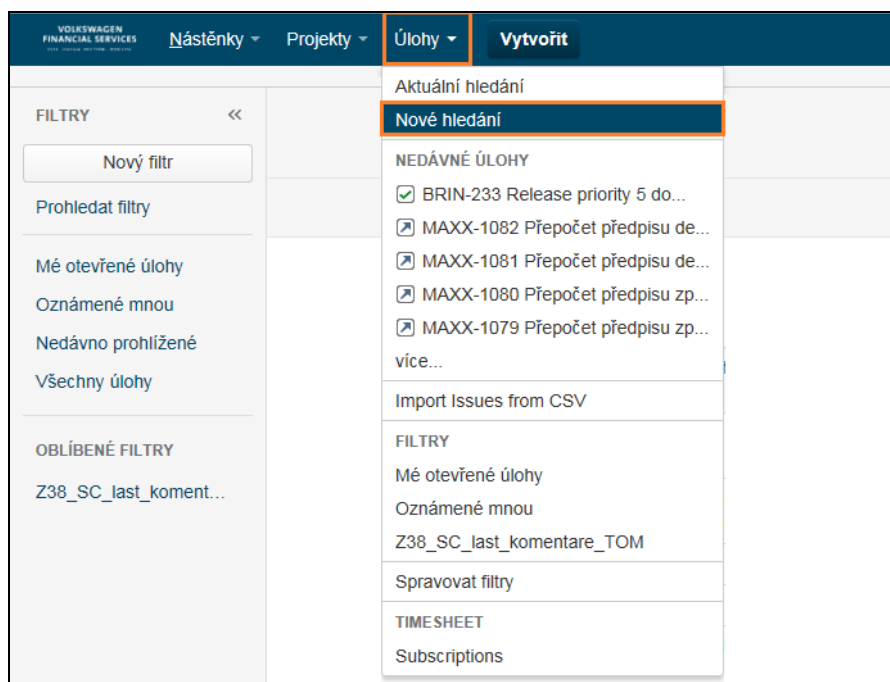 VOLKSWAGEN
FINANCIAL SERVICES
Nástěnky
Projekty
Úlohy
Vytvořit
FILTRY
Nový filtr
Prohledat filtry
Mé otevřené úlohy
Oznámené mnou
Nedávno prohlížené
Všechny úlohy
OBLÍBENÉ FILTRY
Z38_SC_last_koment...
Aktuální hledání
Nové hledání
NEDÁVNÉ ÚLOHY
BRIN-233 Release priority 5 do...
MAXX-1082 Přepočet předpisu de...
MAXX-1081 Přepočet předpisu de...
MAXX-1080 Přepočet předpisu zp...
MAXX-1079 Přepočet předpisu zp...
více...
Import Issues from CSV
FILTRY
Mé otevřené úlohy
Oznámené mnou
Z38_SC_last_komentare_TOM
Spravovat filtry
TIMESHEET
Subscriptions